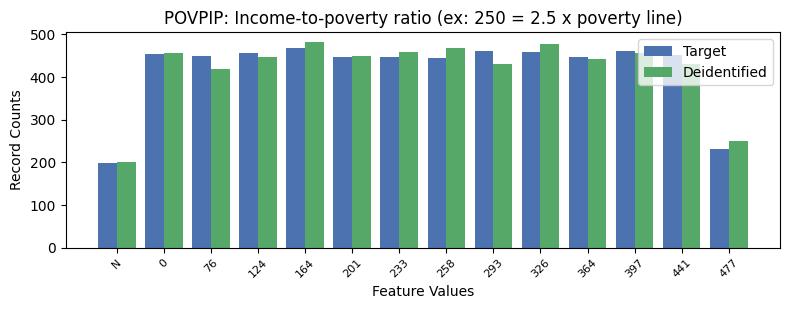 POVPIP: Income-to-poverty ratio (ex: 250 = 2.5 x poverty line)
500
400
300
200
100
0
Record Counts
Target
Deidentified
N 0 76 124 164 201 233 258 293 326 364 397 441 477
Feature Values